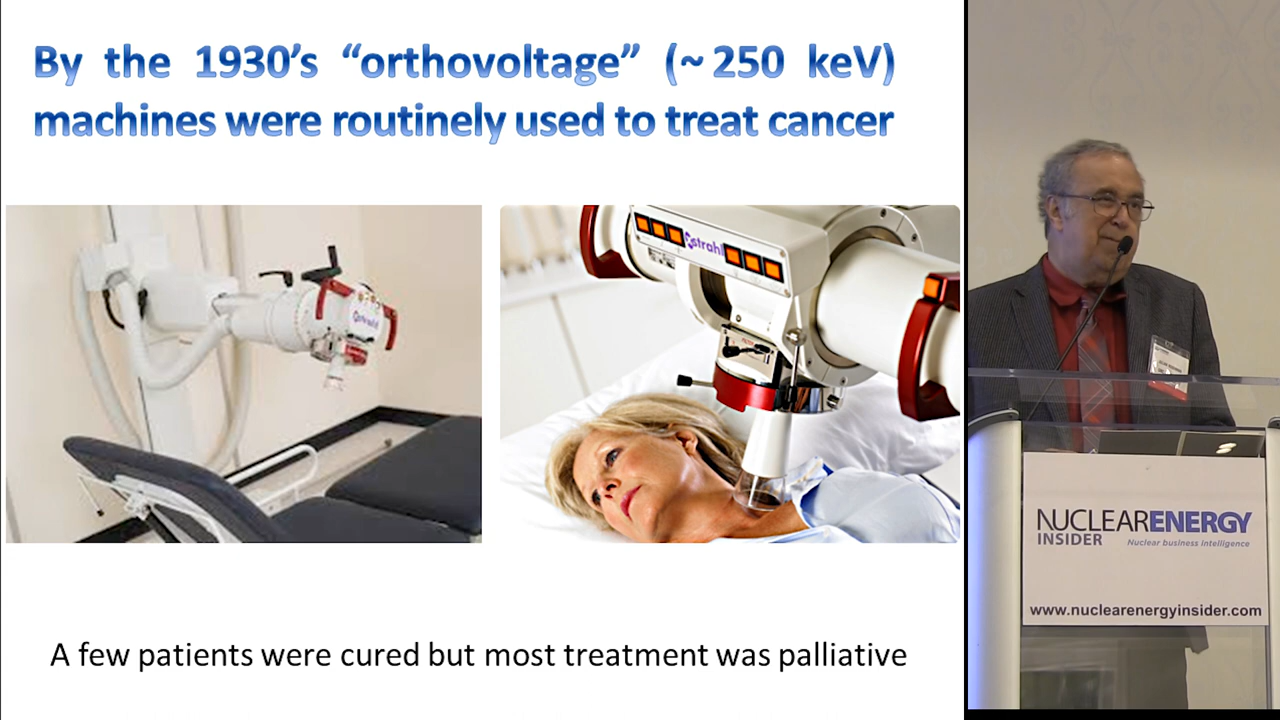 By the 1930’s “orthovoltage” (~ 250 keV)
machines were routinely used to treat cancer
strahl
A few patients were cured but most treatment was palliative
NUCLEARENERGY
INSIDER
Nuclear business intelligence
www.nuclearenergyinsider.com